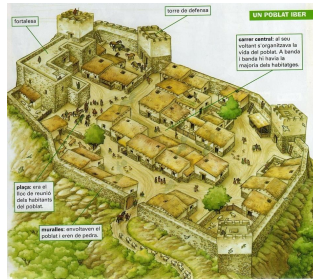 torre de defensa
fortalesa
UN POBLAT IBER
carrer central: al seu
voltant s'organitzava la
vida del poblat. A banda
i banda hi havia la
majoria dels habitatges.
plaça: era el
lloc de reunió
dels habitants
del poblat.
muralles: envoltaven el
poblat i eren de pedra.